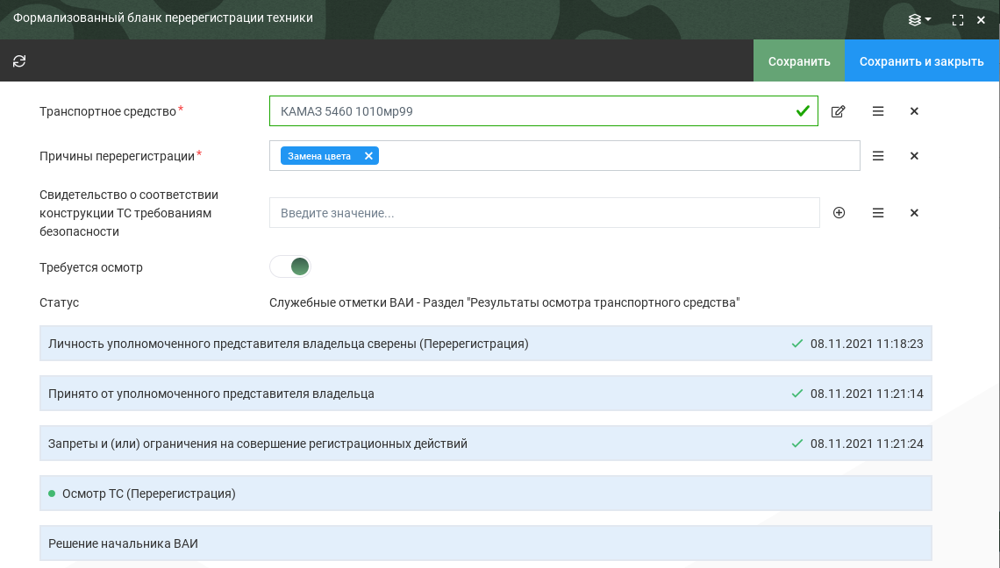 Формализованный бланк перерегистрации техники
Сохранить
Сохранить и закрыть
Транспортное средство*
КАМАЗ 5460 1010мр99
Причины перерегистрации*
Замена цвета
Свидетельство о соответствии
конструкции ТС требованиям
безопасности
Введите значение...
Требуется осмотр
Статус
Служебные отметки ВАИ - Раздел "Результаты осмотра транспортного средства"
Личность уполномоченного представителя владельца сверены (Перерегистрация)
08.11.2021 11:18:23
Принято от уполномоченного представителя владельца
08.11.2021 11:21:14
Запреты и (или) ограничения на совершение регистрационных действий
08.11.2021 11:21:24
Осмотр ТС (Перерегистрация)
Решение начальника ВАИ